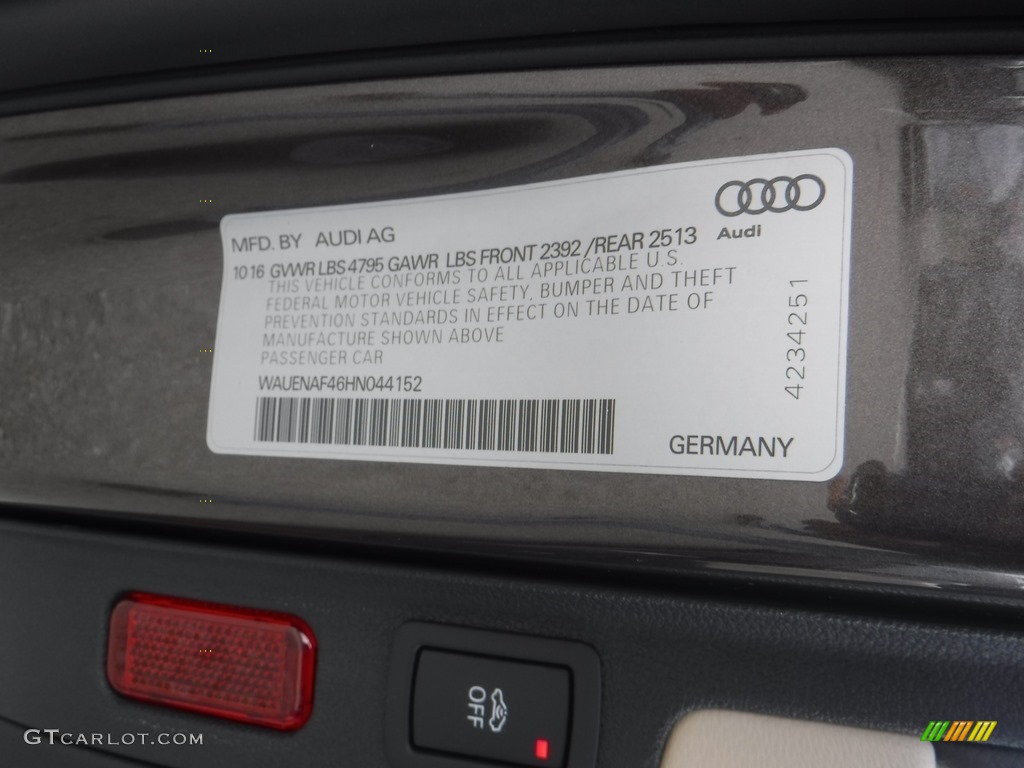 MFD. BY AUDI AG
Audi
10 16 GVWR LBS 4795 GAWR LBS FRONT 2392 /REAR 2513
THIS VEHICLE CONFORMS TO ALL APPLICABLE U.S.
FEDERAL MOTOR VEHICLE SAFETY, BUMPER AND THEFT
PREVENTION STANDARDS IN EFFECT ON THE DATE OF
MANUFACTURE SHOWN ABOVE
PASSENGER CAR
4234251
WAUENAF46HN044152
GERMANY
OFF
GTCARLOT.COM